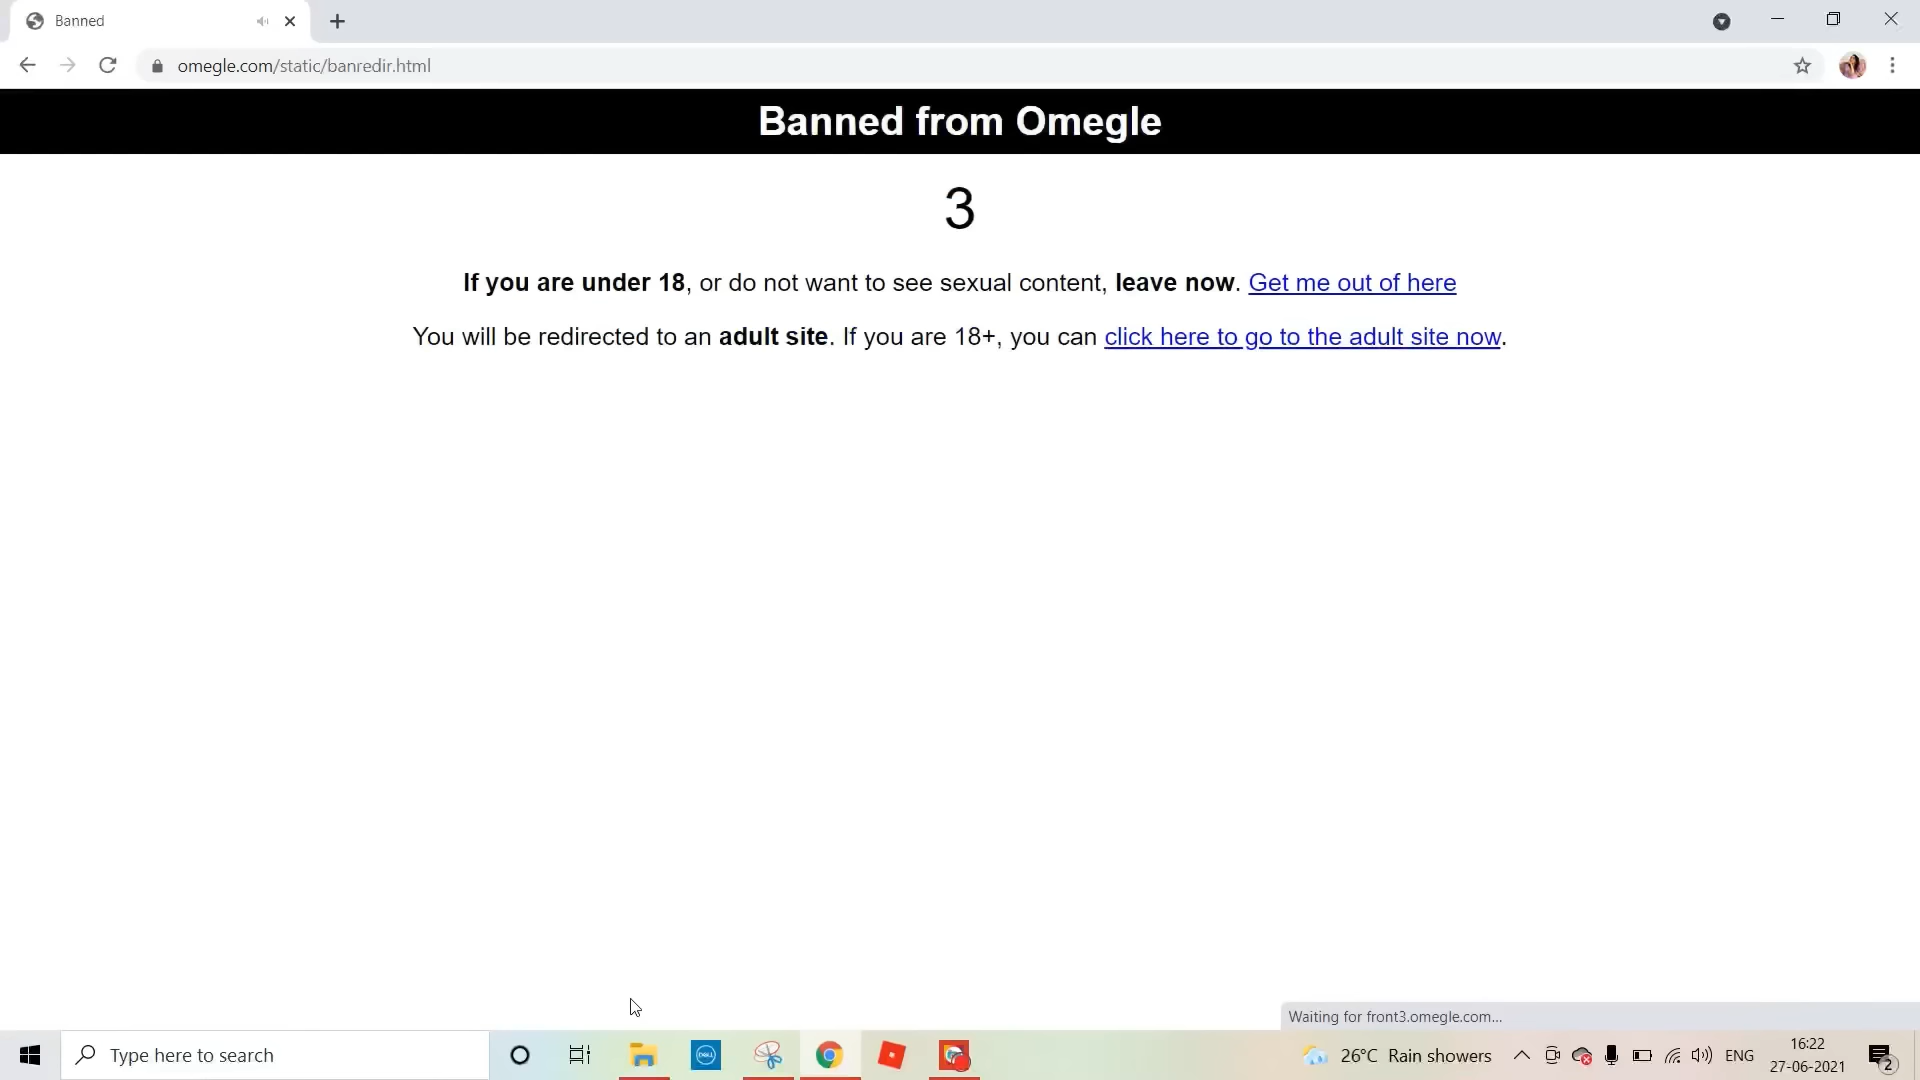 Banned
omegle.com/static/banredir.html
Banned from Omegle
3
If you are under 18, or do not want to see sexual content, leave now. Get me out of here
You will be redirected to an adult site. If you are 18+, you can click here to go to the adult site now.
Waiting for front3.omegle.com...
Type here to search
DELL
26°C Rain showers
ENG
16:22
27-06-2021
2